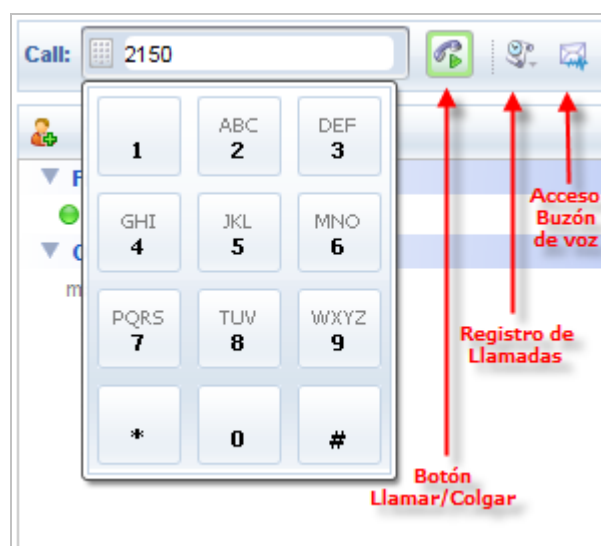 Call: 2150
1
ABC
2
DEF
3
GHI
4
JKL
5
MNO
6
PQRS
7
TUV
8
WXYZ
9
*
0
#
Acceso
Buzón
de voz
Registro de
Llamadas
Botón
Llamar/Colgar